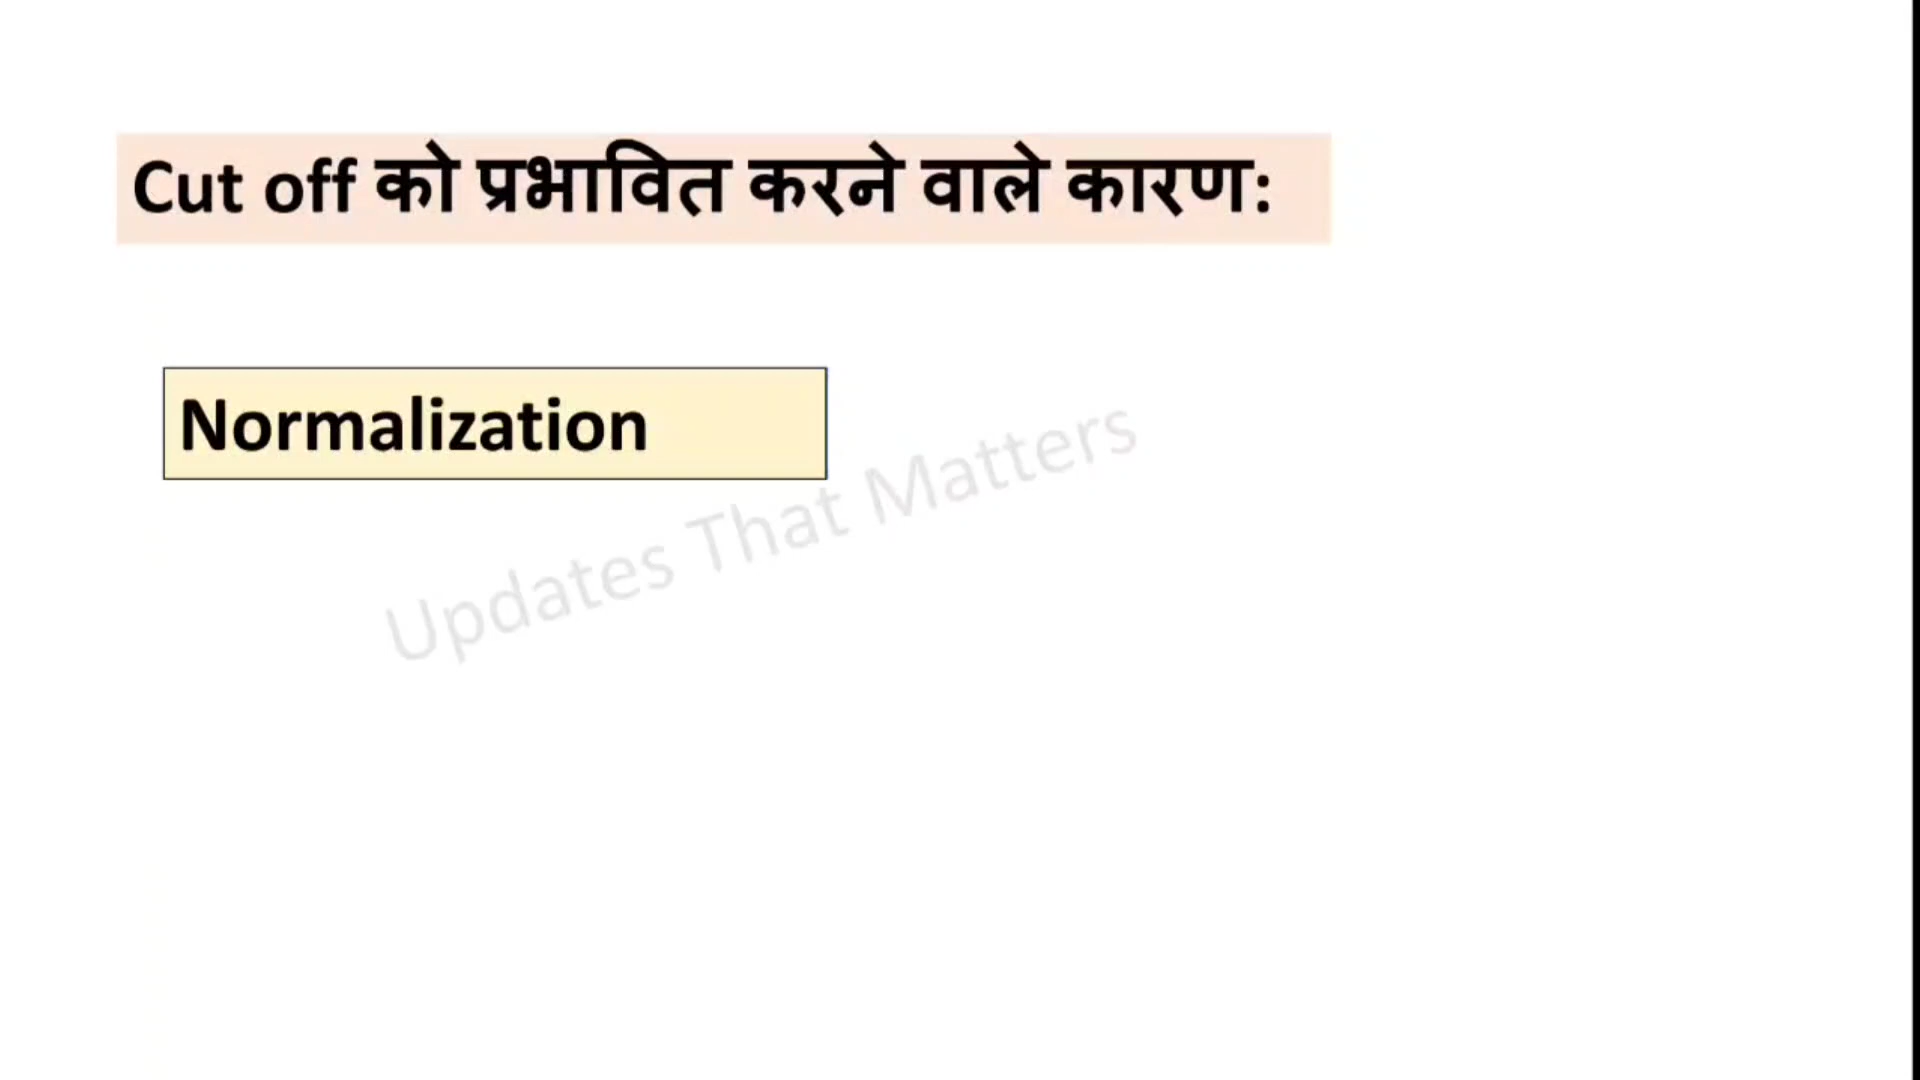 Cut off को प्रभावित करने वाले कारण:
Normalization
Updates That Matters